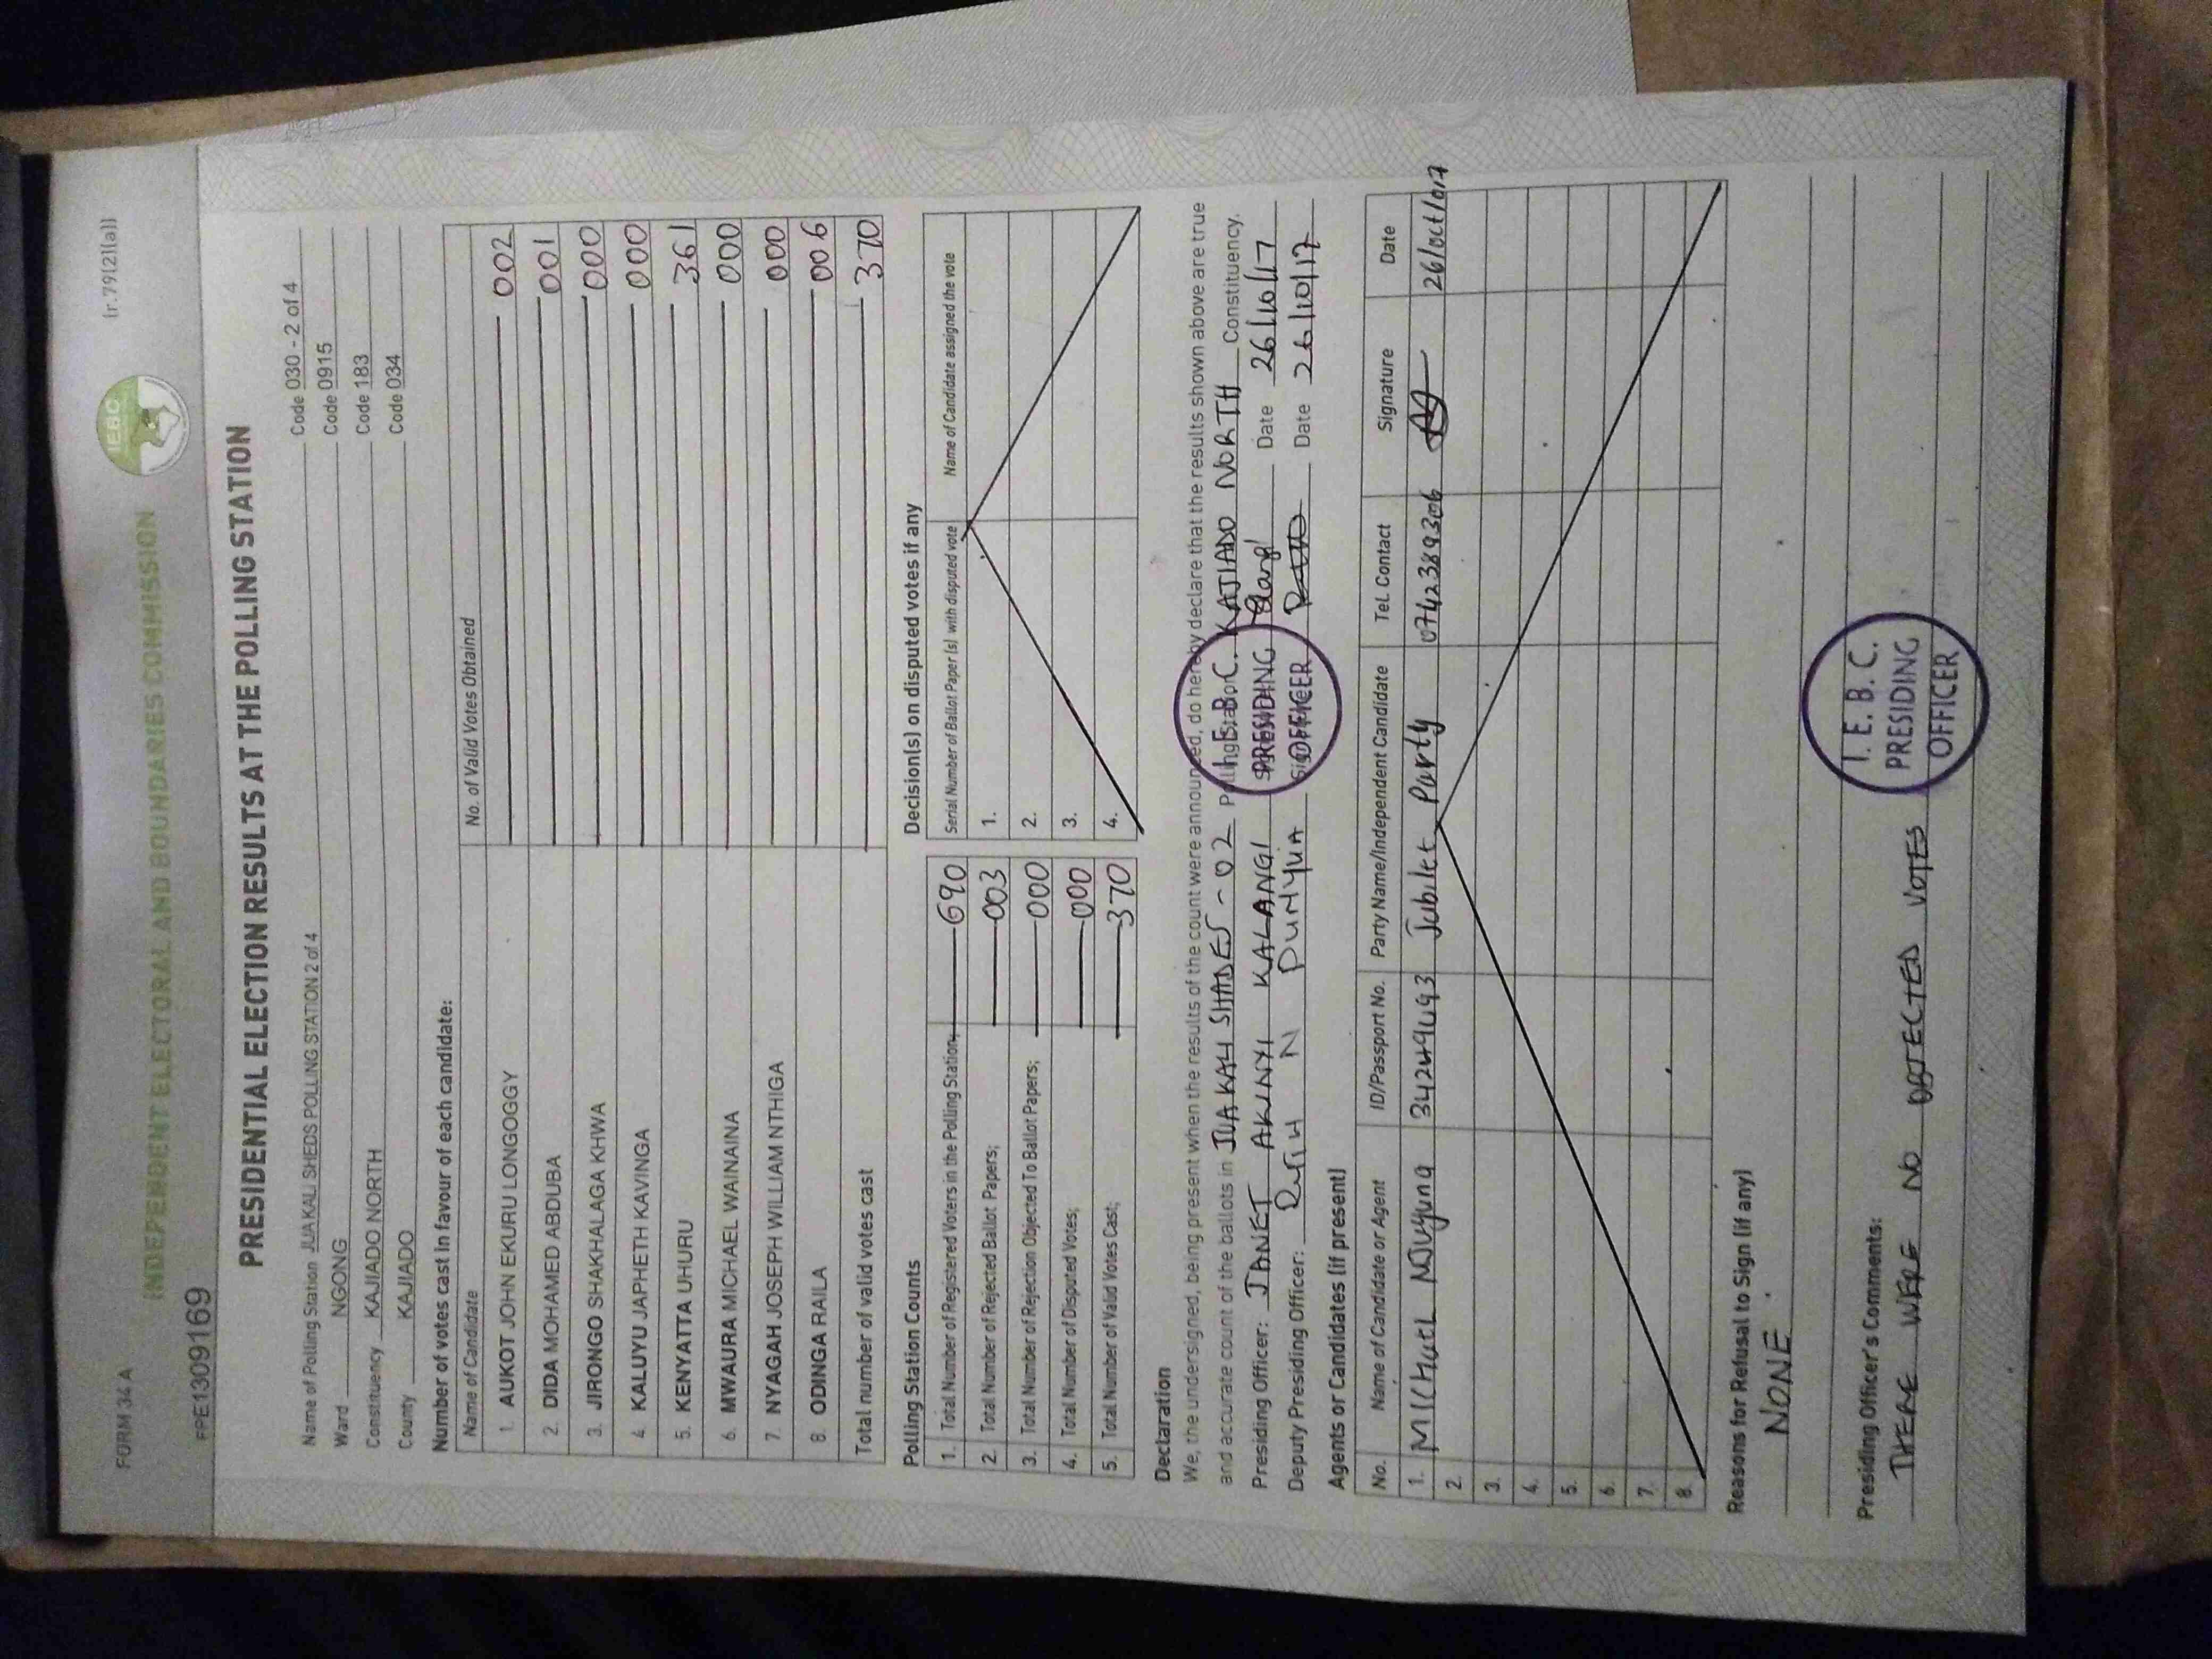 FORM 34 A
(r.79(2)(a))
IEBC
INDEPENDENT ELECTORAL AND BOUNDARIES COMMISSION
PPE1309169
PRESIDENTIAL ELECTION RESULTS AT THE POLLING STATION
Name of Polling Station JUA KALI SHEDS POLLING STATION 2 of 4 Code 030 - 2 of 4
Ward NGONG Code 0915
Constituency KAJIADO NORTH Code 183
County KAJIADO Code 034
Number of votes cast in favour of each candidate:
Name of Candidate No. of Valid Votes Obtained
1. AUKOT JOHN EKURU LONGOGGY 002
2. DIDA MOHAMED ABDUBA 001
3. JIRONGO SHAKHALAGA KHWA 000
4. KALUYU JAPHETH KAVINGA 000
5. KENYATTA UHURU 361
6. MWAURA MICHAEL WAINAINA 000
7. NYAGAH JOSEPH WILLIAM NTHIGA 000
8. ODINGA RAILA 006
Total number of valid votes cast 370
Polling Station Counts
1. Total Number of Registered Voters in the Polling Station; 690
2. Total Number of Rejected Ballot Papers; 003
3. Total Number of Rejection Objected To Ballot Papers; 000
4. Total Number of Disputed Votes; 000
5. Total Number of Valid Votes Cast; 370
Decision(s) on disputed votes if any
Serial Number of Ballot Paper (s) with disputed vote Name of Candidate assigned the vote
1.
2.
3.
4.
Declaration
We, the undersigned, being present when the results of the count were announced, do hereby declare that the results shown above are true
and accurate count of the ballots in JUA KALI SHADES - 02 Polling Station KAJIADO NORTH Constituency.
Presiding Officer: JANET AKINYI KALANGI Date 26/10/17
Deputy Presiding Officer: N Date 26/10/17
I. E. B. C.
PRESIDING
OFFICER
Agents or Candidates (if present)
No. Name of Candidate or Agent ID/Passport No. Party Name/Independent Candidate Tel. Contact Signature Date
1. 34249493 Jubilet Party 0742389306 26/oct/017
2.
3.
4.
5.
6.
7.
8.
Reasons for Refusal to Sign (if any)
NONE
Presiding Officer's Comments:
THERE WERE NO OBJECTED VOTES
I. E. B. C.
PRESIDING
OFFICER